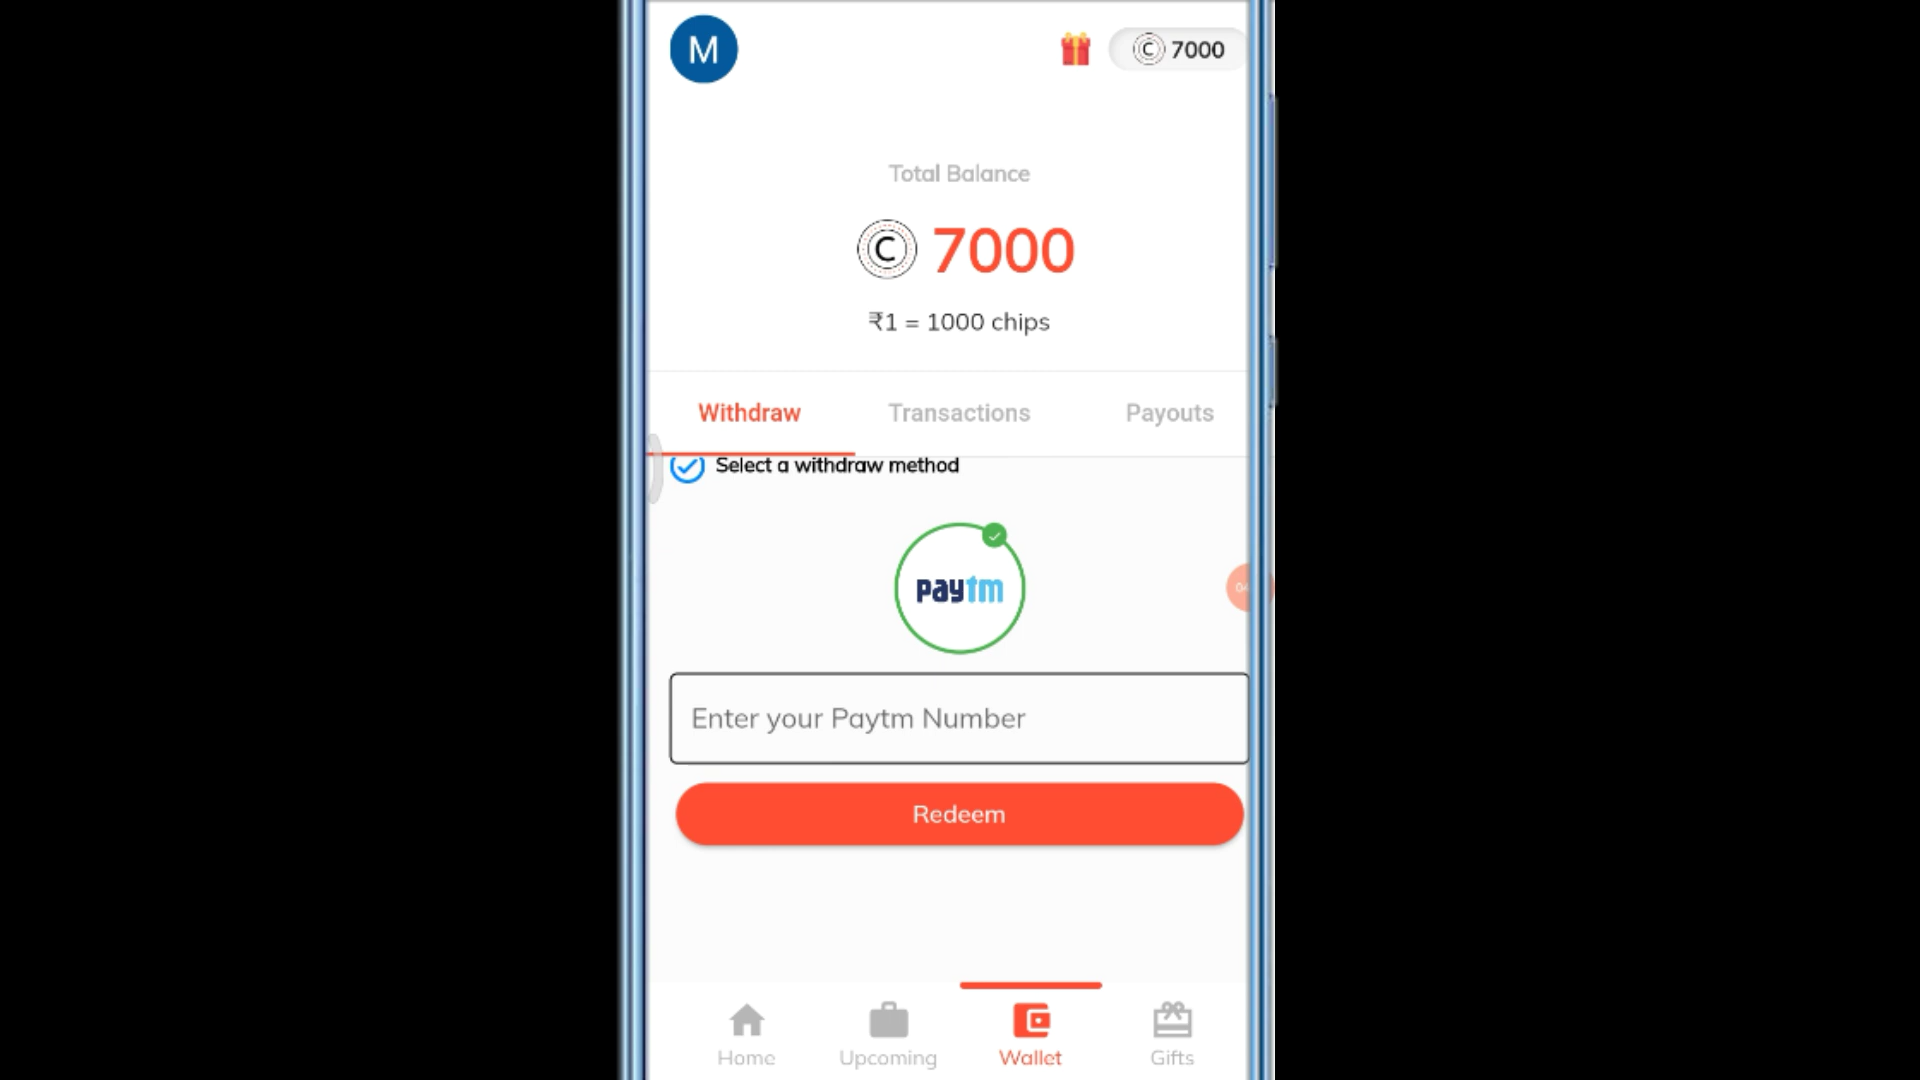 M
C 7000
Total Balance
C 7000
₹1 = 1000 chips
Withdraw Transactions Payouts
Select a withdraw method
paytm
Enter your Paytm Number
Redeem
Home Upcoming Wallet Gifts